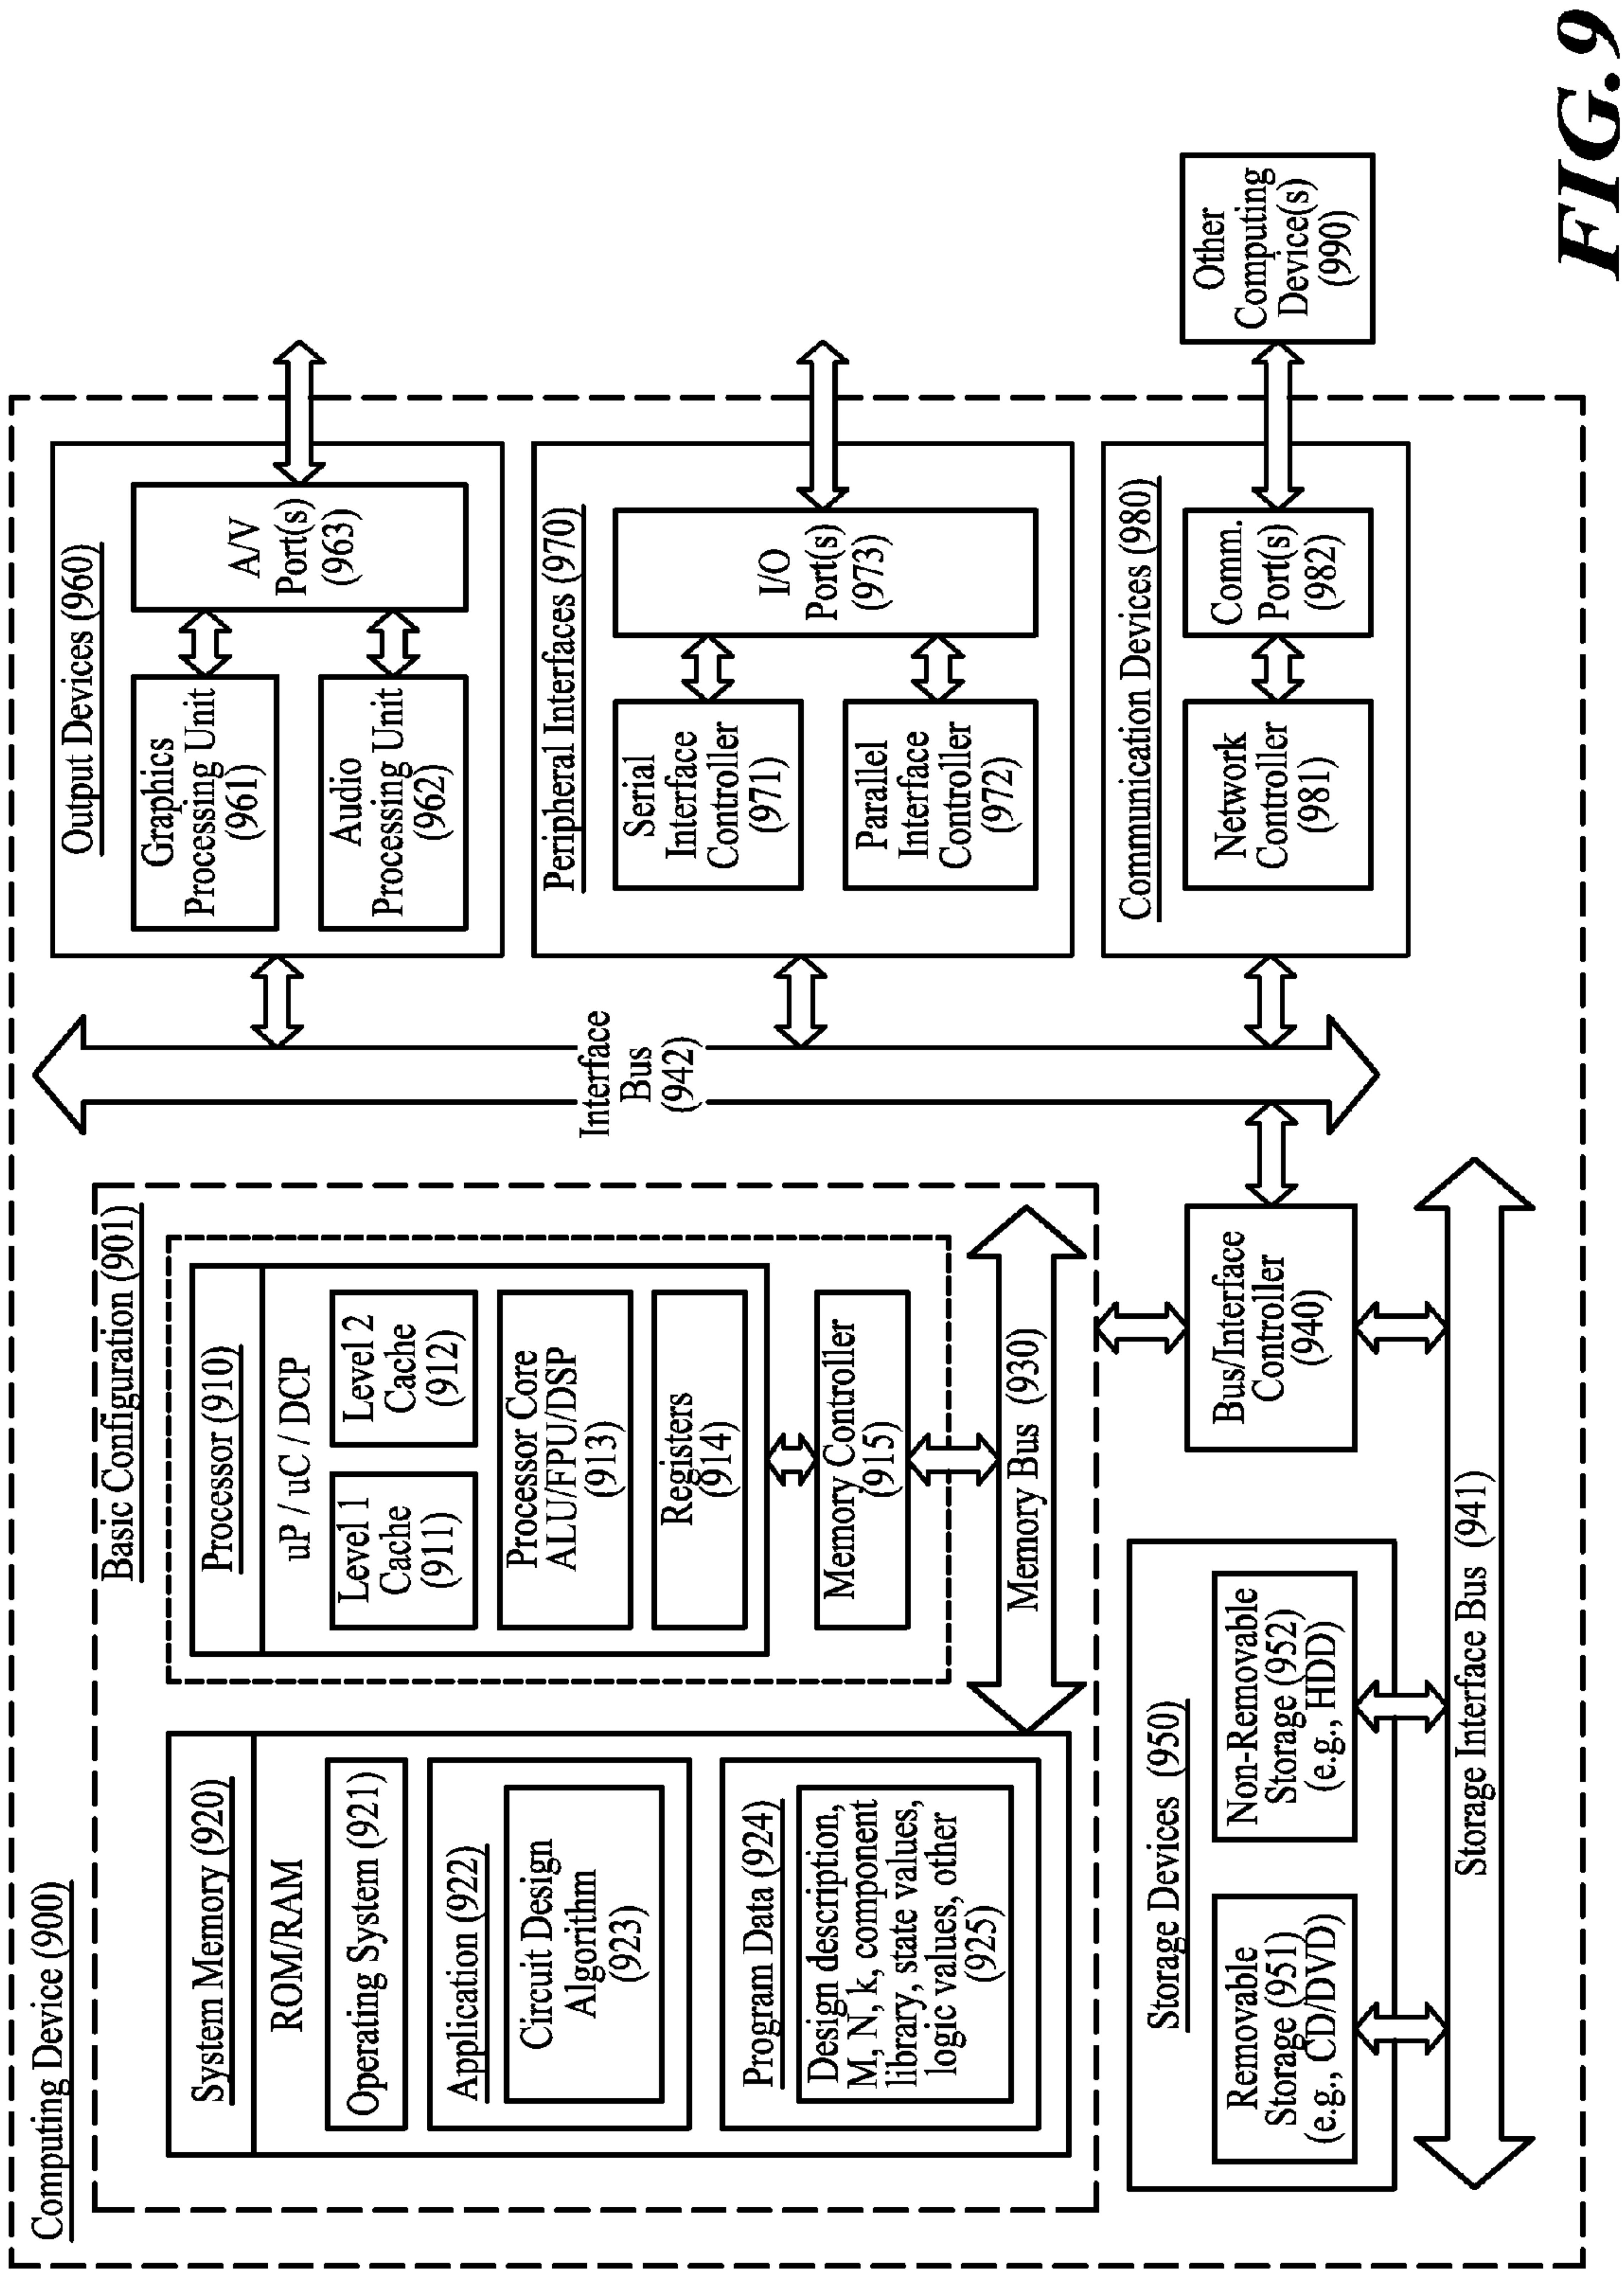 Computing Device (900)
Basic Configuration (901)
System Memory (920)
ROM/RAM
Operating System (921)
Application (922)
Circuit Design
Algorithm
(923)
Program Data (924)
Design description,
M, N, k, component
library, state values,
logic values, other
(925)
Processor (910)
uP / uC / DCP
Level 1
Cache
(911)
Level 2
Cache
(912)
Processor Core
ALU/FPU/DSP
(913)
Registers
(914)
Memory Controller
(915)
Memory Bus (930)
Bus/Interface
Controller
(940)
Storage Devices (950)
Removable
Storage (951)
(e.g., CD/DVD)
Non-Removable
Storage (952)
(e.g., HDD)
Storage Interface Bus (941)
Interface
Bus
(942)
Output Devices (960)
Graphics
Processing Unit
(961)
Audio
Processing Unit
(962)
A/V
Port(s)
(963)
Peripheral Interfaces (970)
Serial
Interface
Controller
(971)
Parallel
Interface
Controller
(972)
I/O
Port(s)
(973)
Communication Devices (980)
Network
Controller
(981)
Comm.
Port(s)
(982)
Other
Computing
Device(s)
(990)
FIG.9